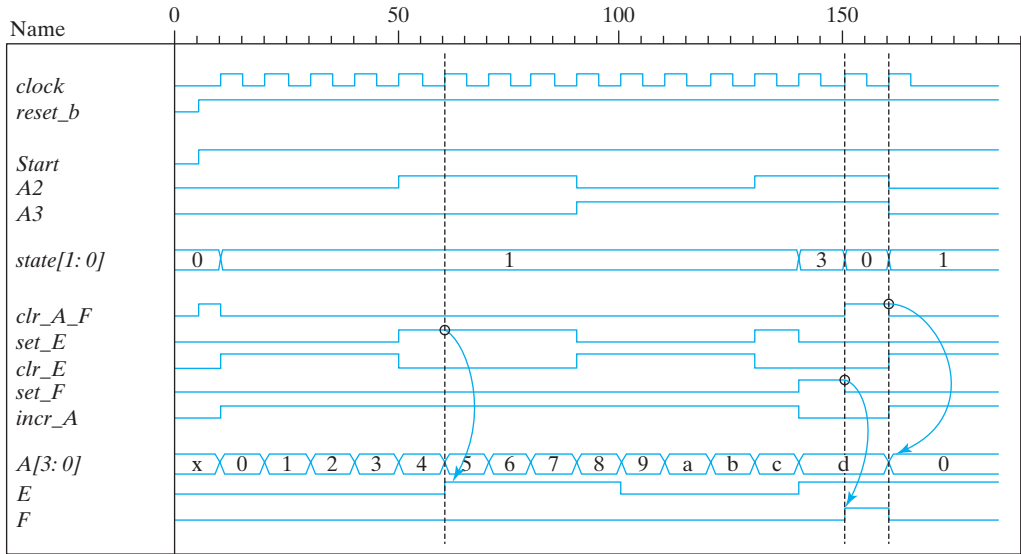 Name 0 50 100 150
clock
reset_b
Start
A2
A3
state[1: 0] 0 1 3 0 1
clr_A_F
set_E
clr_E
set_F
incr_A
A[3: 0] x 0 1 2 3 4 5 6 7 8 9 a b c d 0
E
F